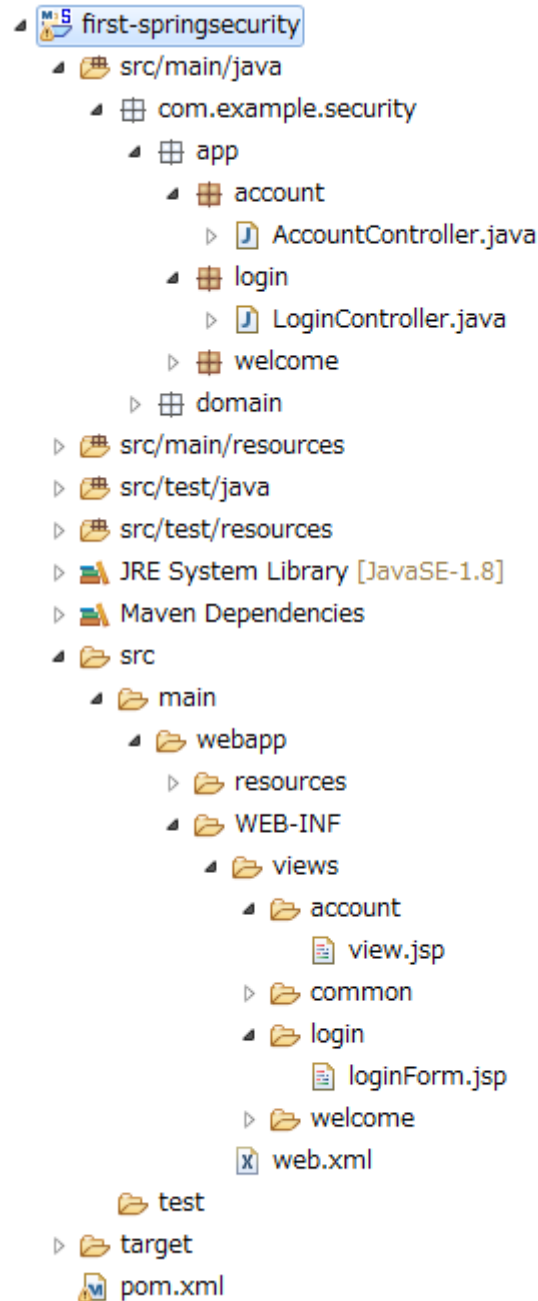 first-springsecurity
src/main/java
com.example.security
app
account
AccountController.java
login
LoginController.java
welcome
domain
src/main/resources
src/test/java
src/test/resources
JRE System Library [JavaSE-1.8]
Maven Dependencies
src
main
webapp
resources
WEB-INF
views
account
view.jsp
common
login
loginForm.jsp
welcome
web.xml
test
target
pom.xml